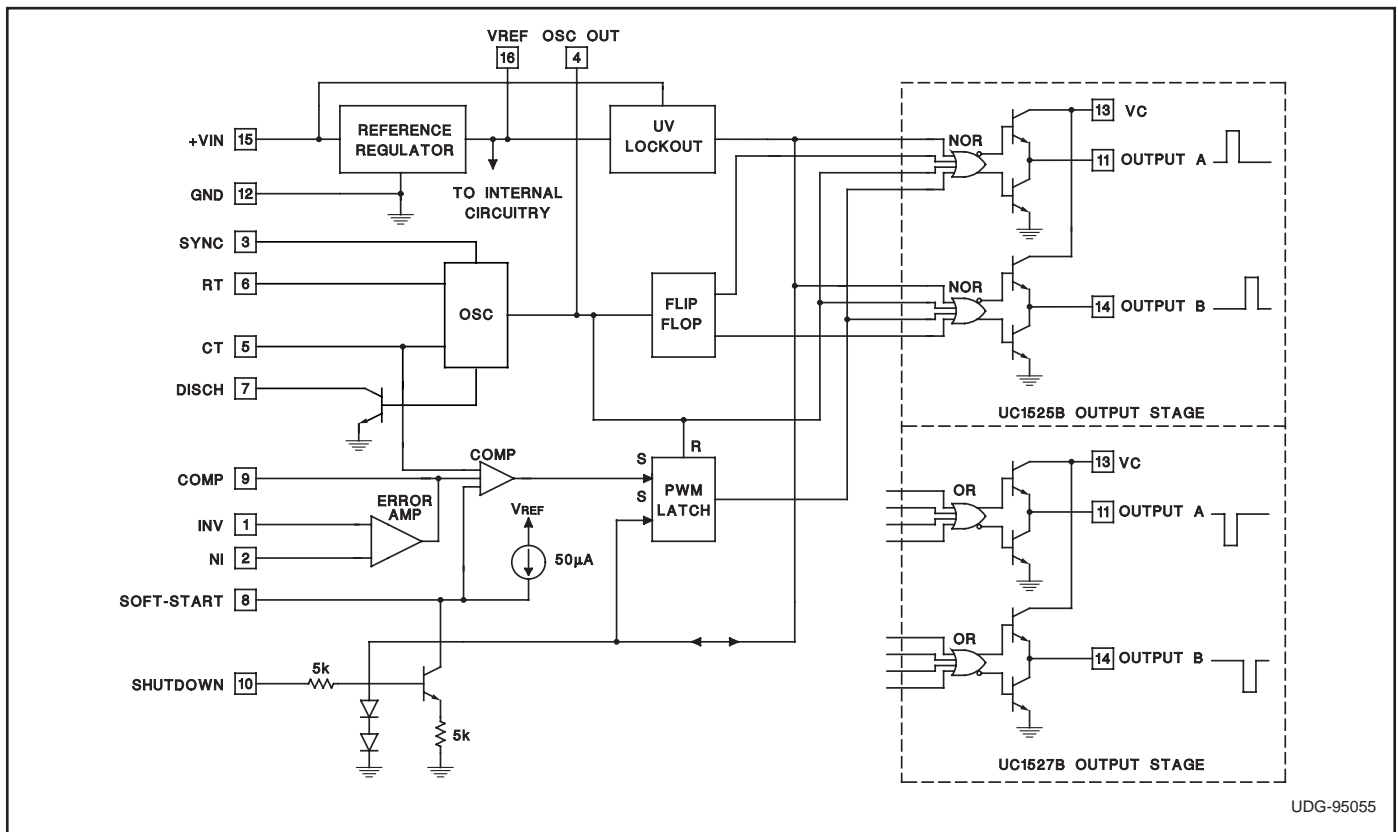 VREF OSC OUT
16 4
+VIN 15
REFERENCE
REGULATOR
UV
LOCKOUT
GND 12
TO INTERNAL
CIRCUITRY
SYNC 3
RT 6
OSC
CT 5
DISCH 7
FLIP
FLOP
COMP 9
COMP
S
S
R
PWM
LATCH
INV 1
NI 2
ERROR
AMP
VREF
50µA
SOFT-START 8
SHUTDOWN 10
5k
5k
NOR
13 VC
11 OUTPUT A
NOR
14 OUTPUT B
UC1525B OUTPUT STAGE
OR
13 VC
11 OUTPUT A
OR
14 OUTPUT B
UC1527B OUTPUT STAGE
UDG-95055